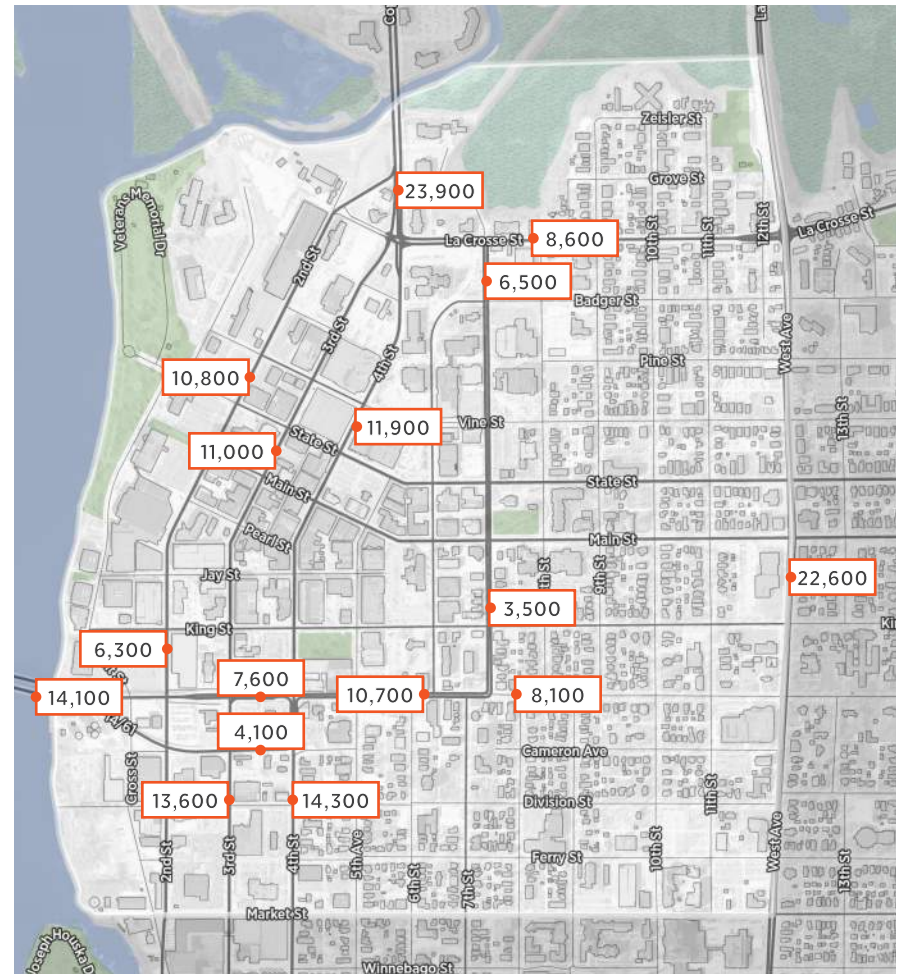 Zeisler St
Grove St
23,900
10th St
11th St
12th St
La Crosse St
La Crosse St
8,600
Veterans Memorial Dr
2nd St
6,500
Badger St
3rd St
West Ave
4th St
Pine St
10,800
13th St
11,900
Vine St
State St
11,000
State St
Main St
Pearl St
Main St
9th St
22,600
Jay St
3,500
King St
6,300
7,600
14,100
10,700
8,100
14/61
4,100
Cameron Ave
Cross St
13,600
14,300
Division St
11th St
2nd St
3rd St
4th St
5th Ave
6th St
7th St
Ferry St
10th St
West Ave
13th St
Market St
Winnebago St